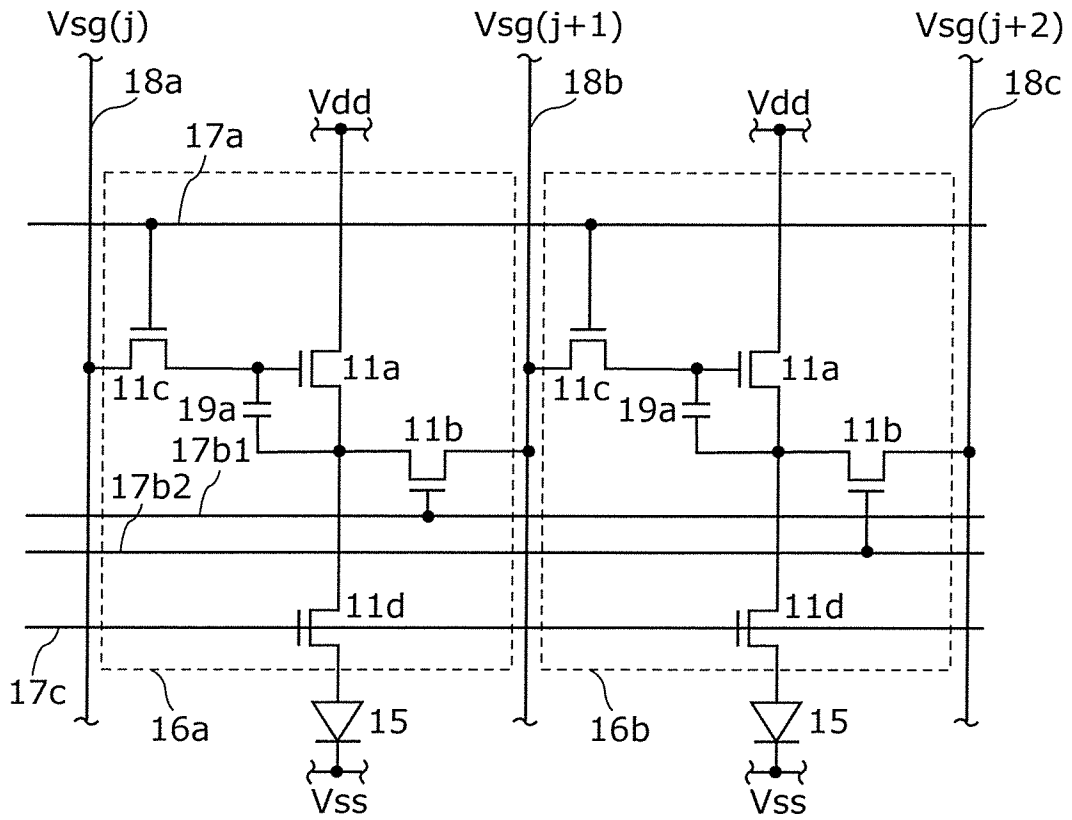 Vsg(j) Vsg(j+1) Vsg(j+2)
18a 18b 18c
Vdd Vdd
17a
11a 11a
11c 11c
19a 19a
11b 11b
17b1
17b2
11d 11d
17c
16a 15 16b 15
Vss Vss